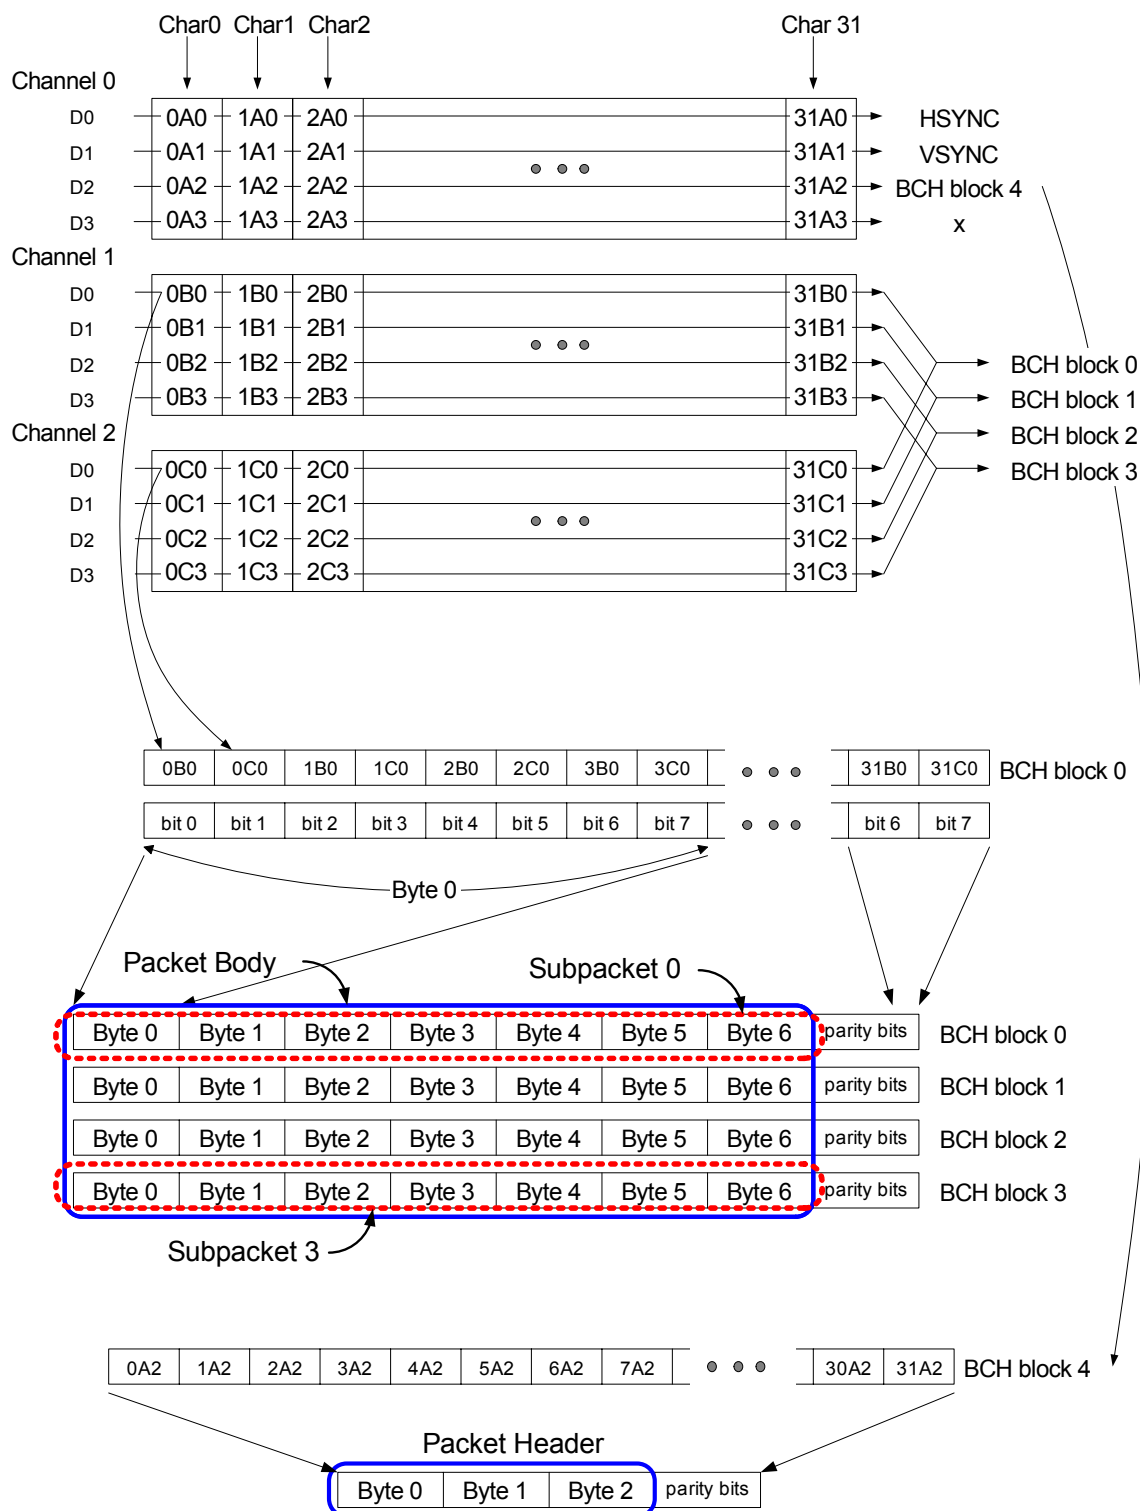 Char0 Char1 Char2 Char 31
Channel 0
D0 0A0 1A0 2A0 31A0 HSYNC
D1 0A1 1A1 2A1 31A1 VSYNC
D2 0A2 1A2 2A2 31A2 BCH block 4
D3 0A3 1A3 2A3 31A3 x
Channel 1
D0 0B0 1B0 2B0 31B0
D1 0B1 1B1 2B1 31B1
D2 0B2 1B2 2B2 31B2 BCH block 0
D3 0B3 1B3 2B3 31B3 BCH block 1
Channel 2 BCH block 2
D0 0C0 1C0 2C0 31C0 BCH block 3
D1 0C1 1C1 2C1 31C1
D2 0C2 1C2 2C2 31C2
D3 0C3 1C3 2C3 31C3
0B0 0C0 1B0 1C0 2B0 2C0 3B0 3C0 31B0 31C0 BCH block 0
bit 0 bit 1 bit 2 bit 3 bit 4 bit 5 bit 6 bit 7 bit 6 bit 7
Byte 0
Packet Body Subpacket 0
Byte 0 Byte 1 Byte 2 Byte 3 Byte 4 Byte 5 Byte 6 parity bits BCH block 0
Byte 0 Byte 1 Byte 2 Byte 3 Byte 4 Byte 5 Byte 6 parity bits BCH block 1
Byte 0 Byte 1 Byte 2 Byte 3 Byte 4 Byte 5 Byte 6 parity bits BCH block 2
Byte 0 Byte 1 Byte 2 Byte 3 Byte 4 Byte 5 Byte 6 parity bits BCH block 3
Subpacket 3
0A2 1A2 2A2 3A2 4A2 5A2 6A2 7A2 30A2 31A2 BCH block 4
Packet Header
Byte 0 Byte 1 Byte 2 parity bits